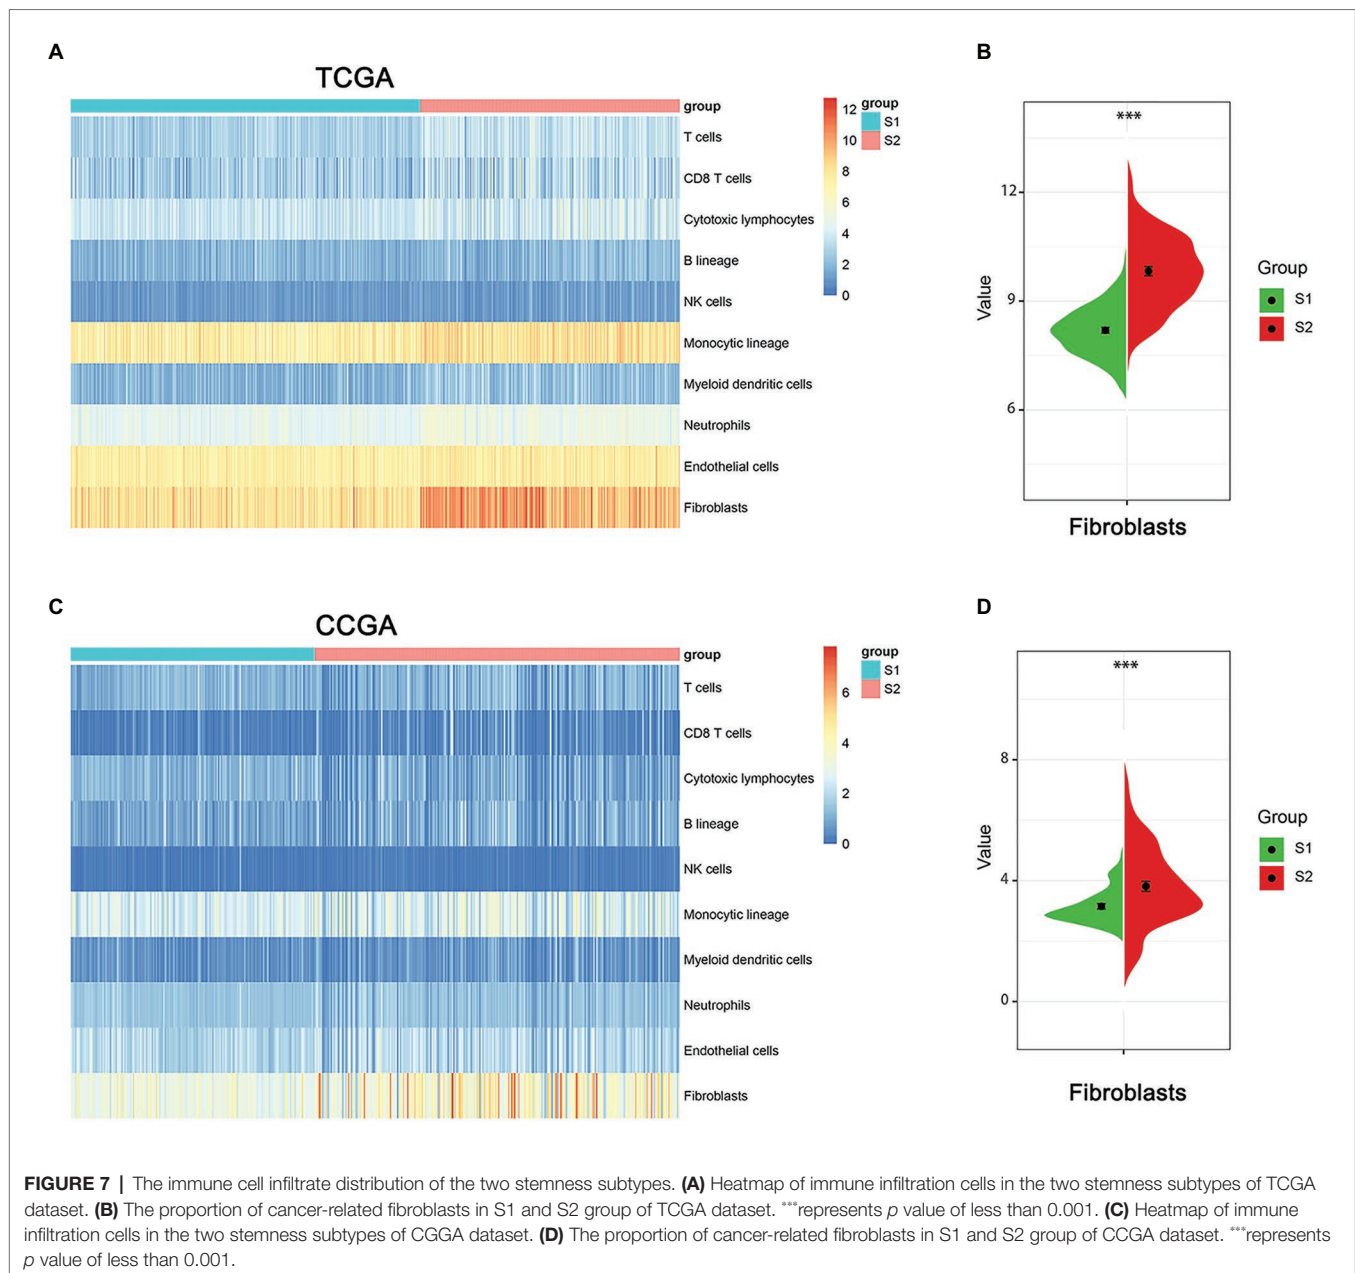 A
TCGA
group
T cells
CD8 T cells
Cytotoxic lymphocytes
B lineage
NK cells
Monocytic lineage
Myeloid dendritic cells
Neutrophils
Endothelial cells
Fibroblasts
12
10
8
6
4
2
0
group
S1
S2
B
***
12
9
6
Value
Fibroblasts
Group
S1
S2
C
CCGA
group
T cells
CD8 T cells
Cytotoxic lymphocytes
B lineage
NK cells
Monocytic lineage
Myeloid dendritic cells
Neutrophils
Endothelial cells
Fibroblasts
6
4
2
0
group
S1
S2
D
***
8
4
0
Value
Fibroblasts
Group
S1
S2
FIGURE 7 | The immune cell infiltrate distribution of the two stemness subtypes. (A) Heatmap of immune infiltration cells in the two stemness subtypes of TCGA
dataset. (B) The proportion of cancer-related fibroblasts in S1 and S2 group of TCGA dataset. ***represents p value of less than 0.001. (C) Heatmap of immune
infiltration cells in the two stemness subtypes of CGGA dataset. (D) The proportion of cancer-related fibroblasts in S1 and S2 group of CCGA dataset. ***represents
p value of less than 0.001.